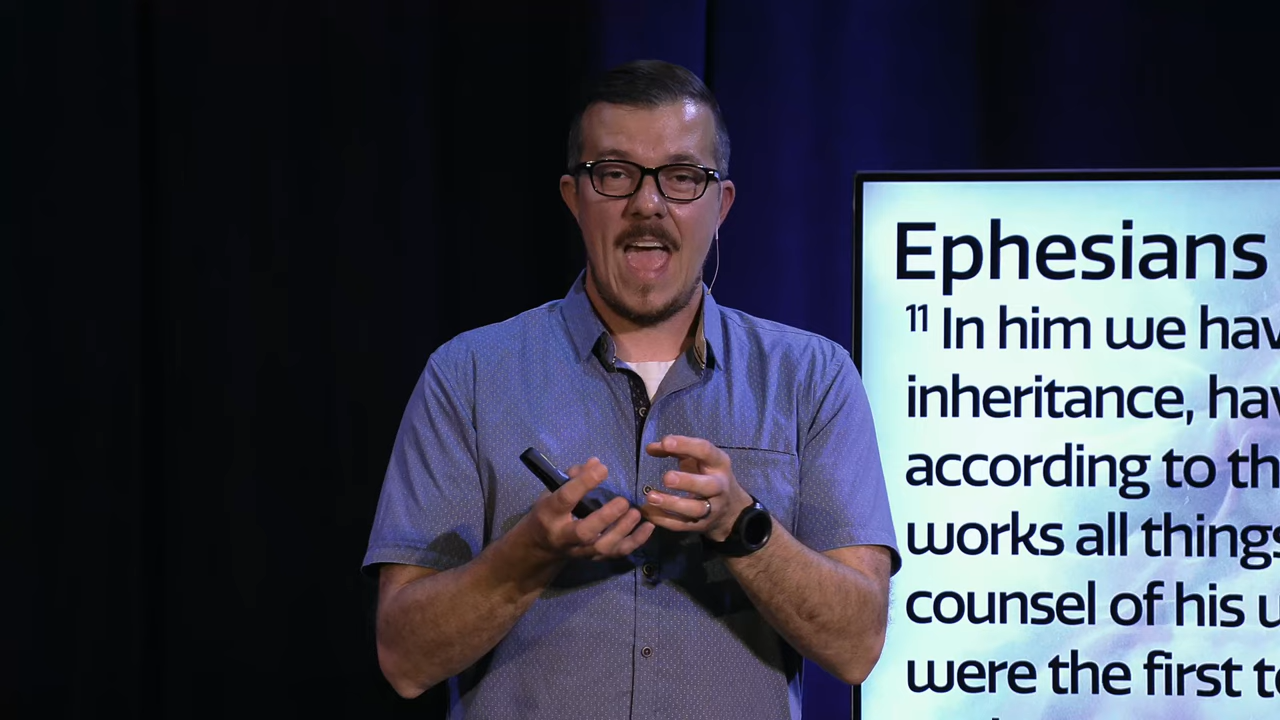 Ephesians
11 In him we hav
inheritance, hav
according to th
works all things
counsel of his
were the first